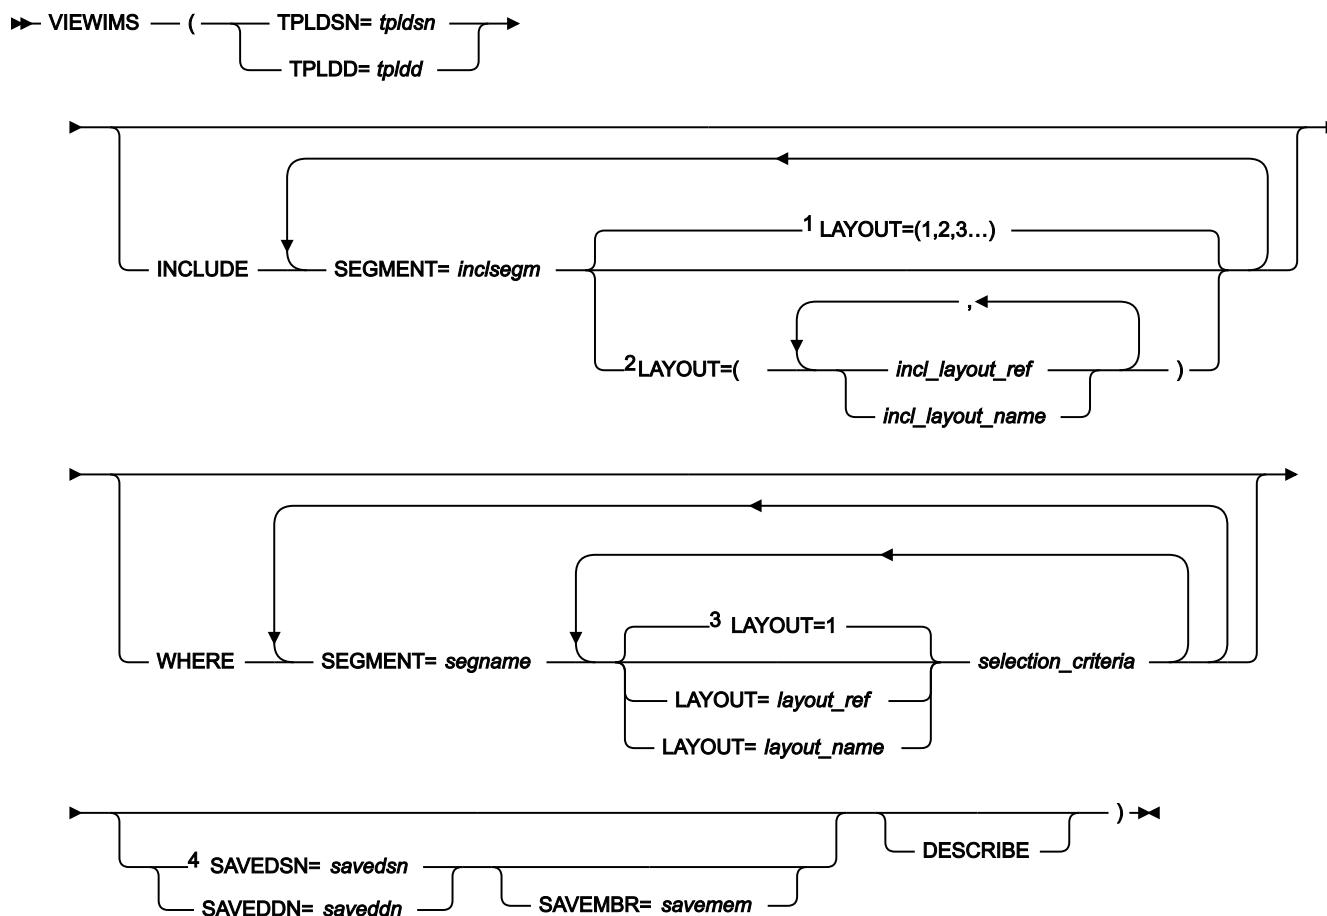 VIEWIMS ( TPLDSN= tpldsn
TPLDD= tpldd
1 LAYOUT=(1,2,3...)
INCLUDE SEGMENT= inclsegm
,
2 LAYOUT=( incl_layout_ref )
incl_layout_name
3 LAYOUT=1
WHERE SEGMENT= segname selection_criteria
LAYOUT= layout_ref
LAYOUT= layout_name
)
4 SAVEDSN= savedsn DESCRIBE
SAVEDDN= saveddn SAVEMBR= savemem